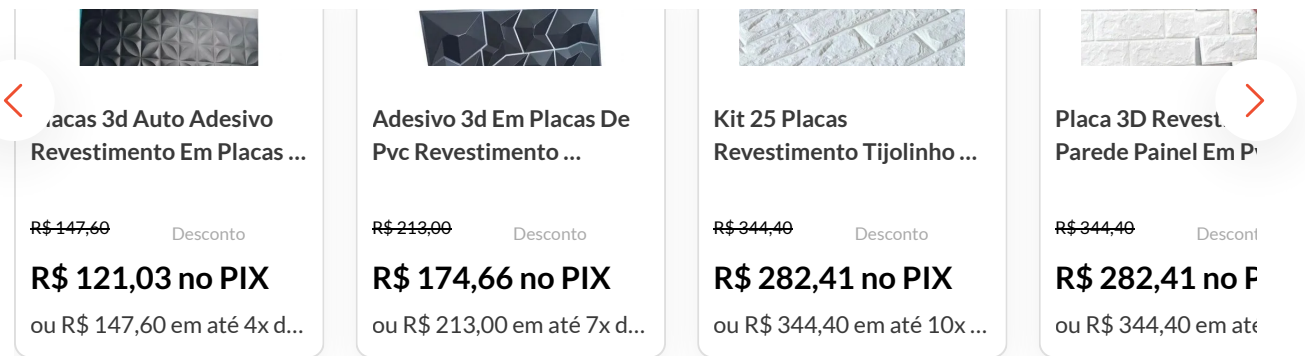 3d Auto Adesivo
Revestimento Em Placas ...
R$ 147,60
Desconto
R$ 121,03 no PIX
ou R$ 147,60 em até 4x d...
Adesivo 3d Em Placas De
Pvc Revestimento ...
R$ 213,00
Desconto
R$ 174,66 no PIX
ou R$ 213,00 em até 7x d...
Kit 25 Placas
Revestimento Tijolinho ...
R$ 344,40
Desconto
R$ 282,41 no PIX
ou R$ 344,40 em até 10x ...
Placa 3D
Parede Painel Em
R$ 344,40
R$ 282,41 no
ou R$ 344,40 em